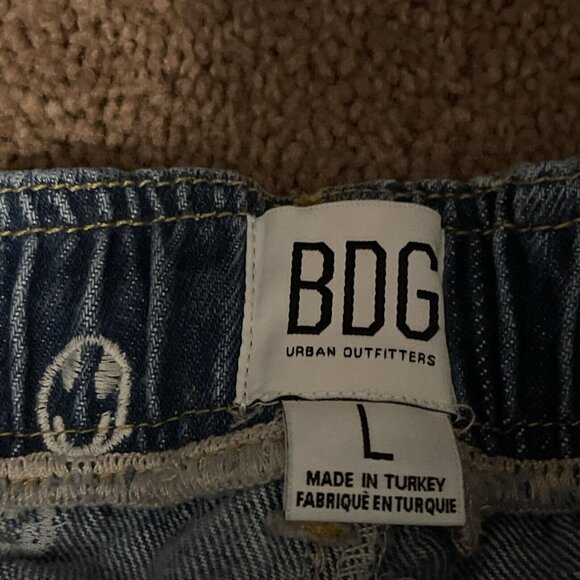 BDG
URBAN OUTFITTERS
L
MADE IN TURKEY
FABRIQUÈ EN TURQUIE